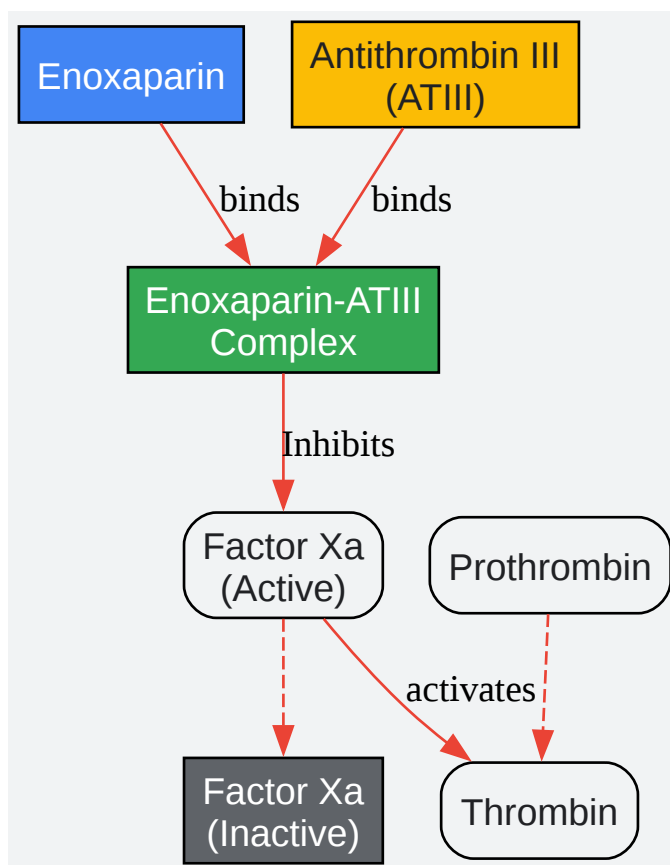 Enoxaparin
Antithrombin III
(ATIII)
binds
binds
Enoxaparin-ATIII
Complex
Inhibits
Factor Xa
(Active)
Prothrombin
activates
Factor Xa
(Inactive)
Thrombin